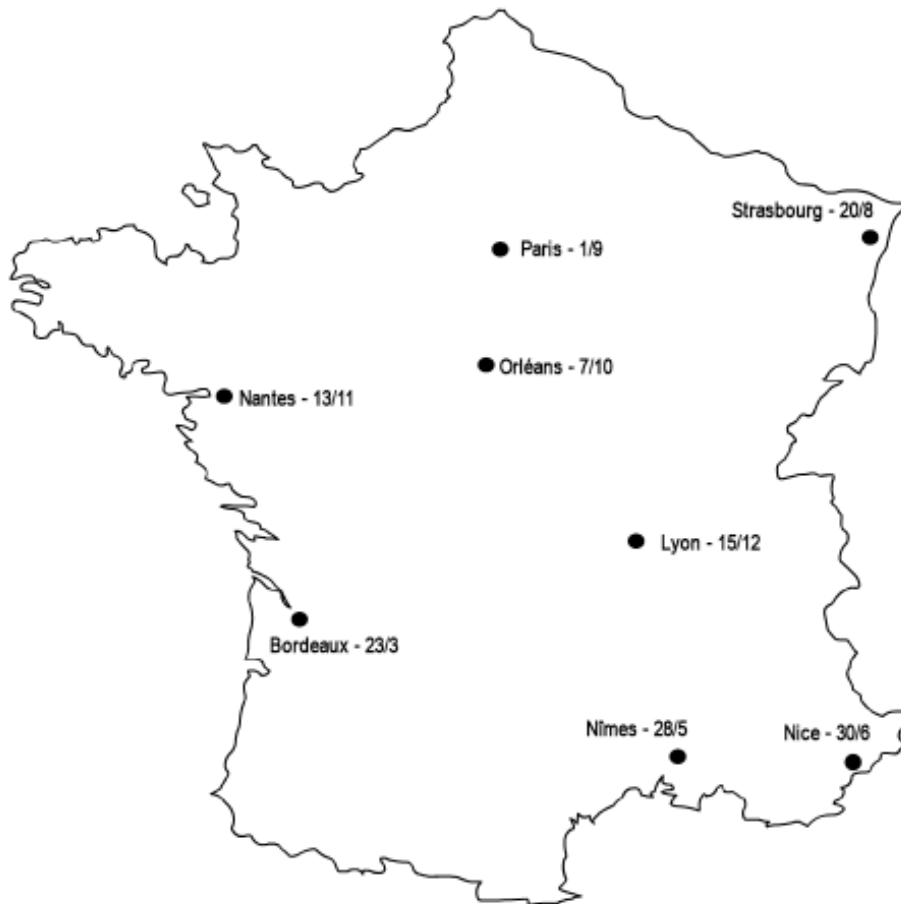 Strasbourg - 20/8
Paris - 1/9
Orléans - 7/10
Nantes - 13/11
Lyon - 15/12
Bordeaux - 23/3
Nîmes - 28/5
Nice - 30/6